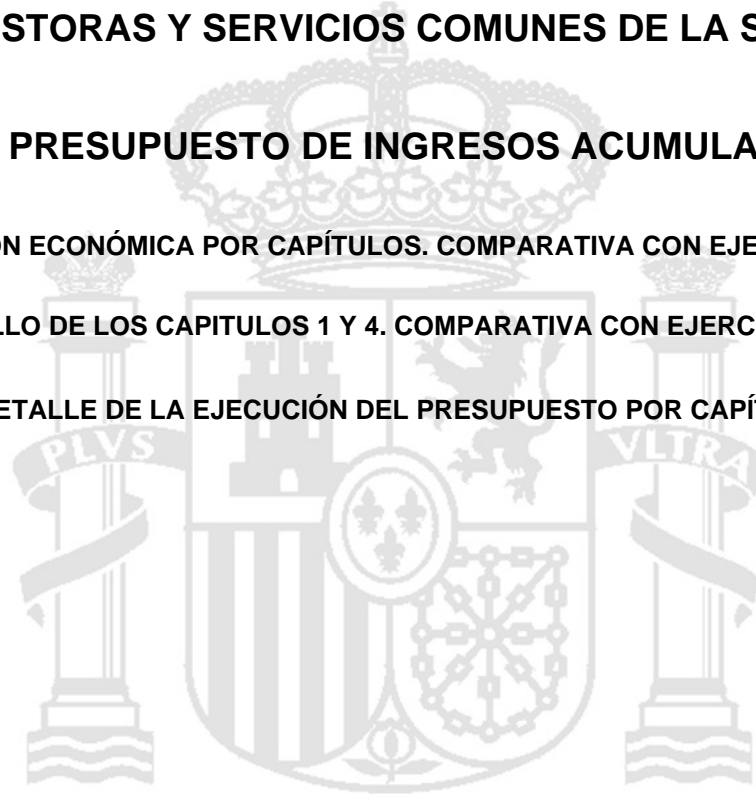 STORAS Y SERVICIOS COMUNES DE LA S
PRESUPUESTO DE INGRESOS ACUMULA
ÓN ECONÓMICA POR CAPÍTULOS. COMPARATIVA CON EJE
LLO DE LOS CAPITULOS 1 Y 4. COMPARATIVA CON EJERC
ETALLE DE LA EJECUCIÓN DEL PRESUPUESTO POR CAPÍ
PLVS VLTRA